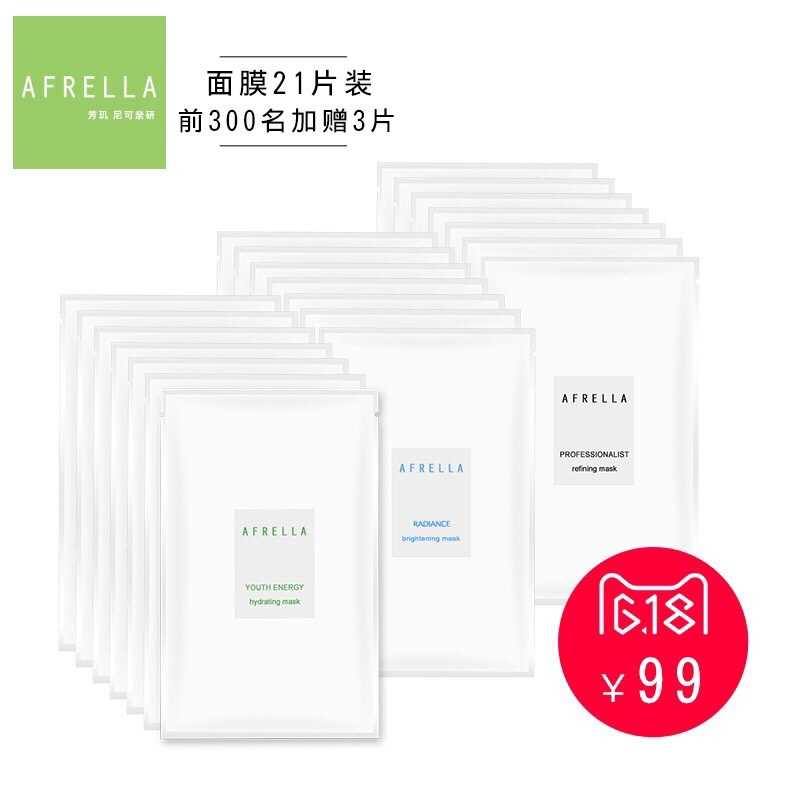 AFRELLA
芳玑 尼可亲研
面膜21片装
前300名加赠3片
AFRELLA
PROFESSIONALIST
refining mask
AFRELLA
RADIANCE
brightening mask
AFRELLA
YOUTH ENERGY
hydrating mask
6.18
¥99